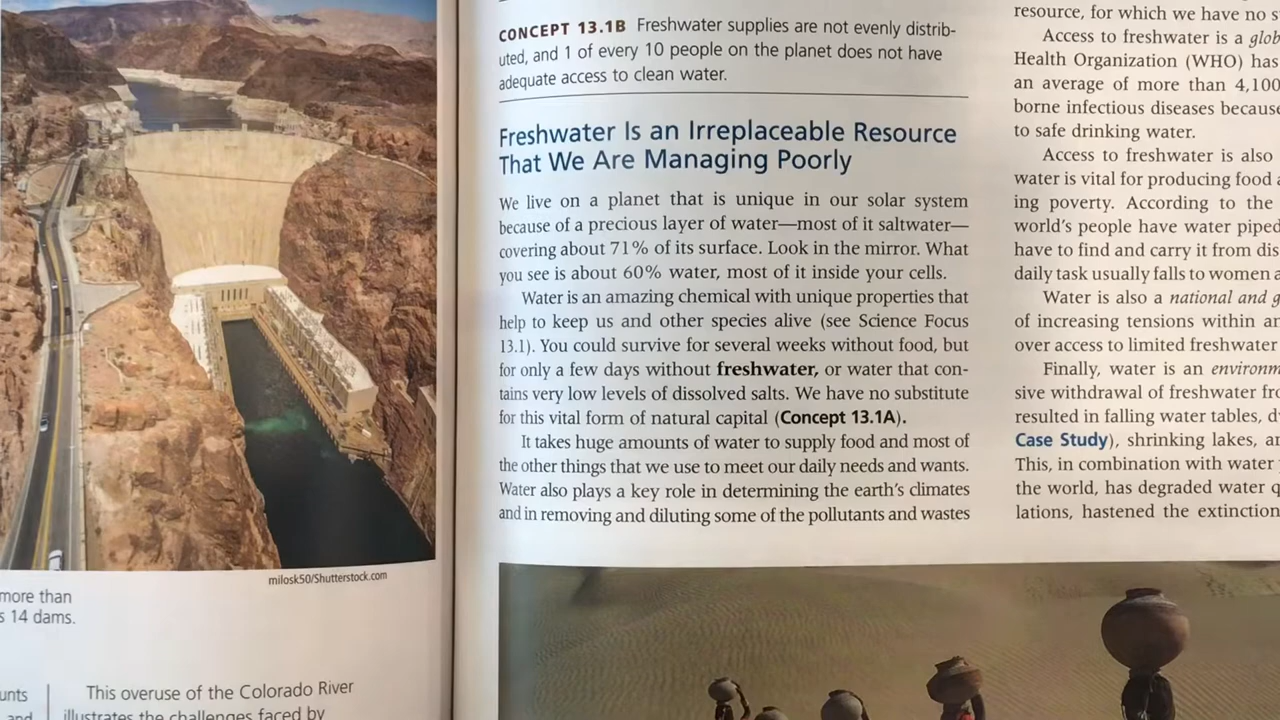 milosk50/Shutterstock.com
more than
14 dams.
This overuse of the Colorado River
illustrates the challenges faced by
CONCEPT 13.1B Freshwater supplies are not evenly distrib-
uted, and 1 of every 10 people on the planet does not have
adequate access to clean water.
Freshwater Is an Irreplaceable Resource
That We Are Managing Poorly
We live on a planet that is unique in our solar system
because of a precious layer of water—most of it saltwater—
covering about 71% of its surface. Look in the mirror. What
you see is about 60% water, most of it inside your cells.
Water is an amazing chemical with unique properties that
help to keep us and other species alive (see Science Focus
13.1). You could survive for several weeks without food, but
for only a few days without freshwater, or water that con-
tains very low levels of dissolved salts. We have no substitute
for this vital form of natural capital (Concept 13.1A).
It takes huge amounts of water to supply food and most of
the other things that we use to meet our daily needs and wants.
Water also plays a key role in determining the earth's climates
and in removing and diluting some of the pollutants and wastes
resource, for which we have no
Access to freshwater is a
Health Organization (WHO) has
an average of more than 4,100
borne infectious diseases because
to safe drinking water.
Access to freshwater is also
water is vital for producing food
ing poverty. According to the
world's people have water piped
have to find and carry it from
daily task usually falls to women
Water is also a national and
of increasing tensions within
over access to limited freshwater
Finally, water is an
sive withdrawal of freshwater
resulted in falling water tables,
Case Study), shrinking lakes,
This, in combination with water
the world, has degraded water
lations, hastened the extinction